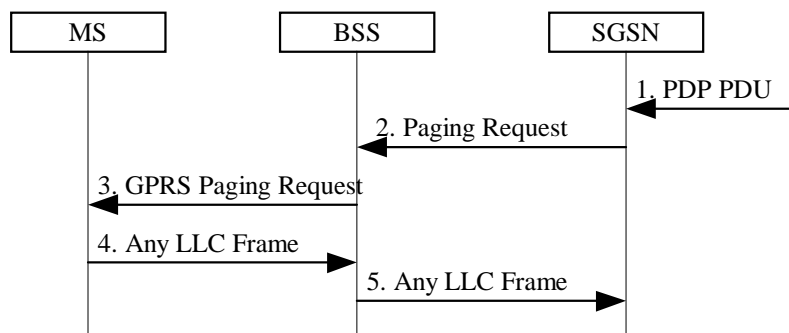 MS
BSS
SGSN
1. PDP PDU
2. Paging Request
3. GPRS Paging Request
4. Any LLC Frame
5. Any LLC Frame